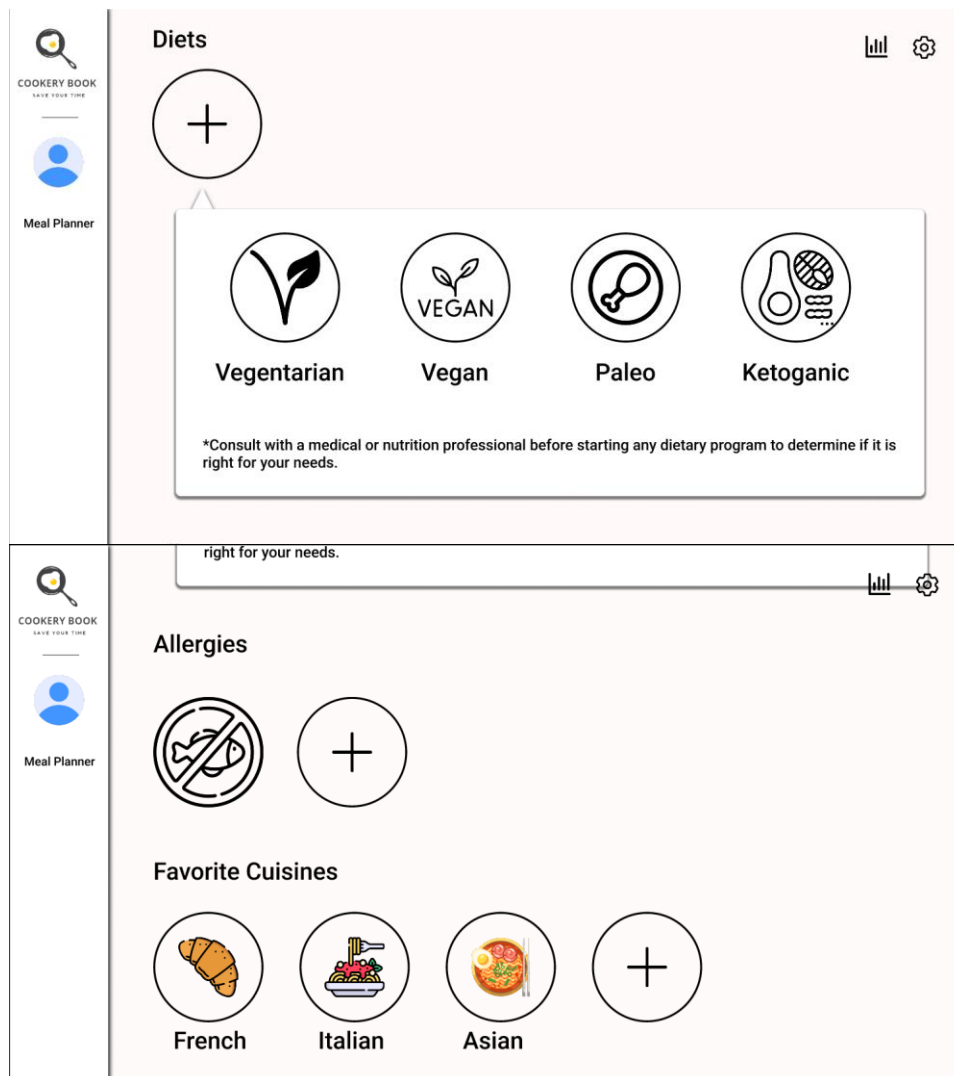 Diets
COOKERY BOOK
SAVE YOUR TIME
Meal Planner
VEGAN
Vegentarian
Vegan
Paleo
Ketoganic
*Consult with a medical or nutrition professional before starting any dietary program to determine if it is
right for your needs.
right for your needs.
COOKERY BOOK
SAVE YOUR TIME
Meal Planner
Allergies
Favorite Cuisines
French
Italian
Asian